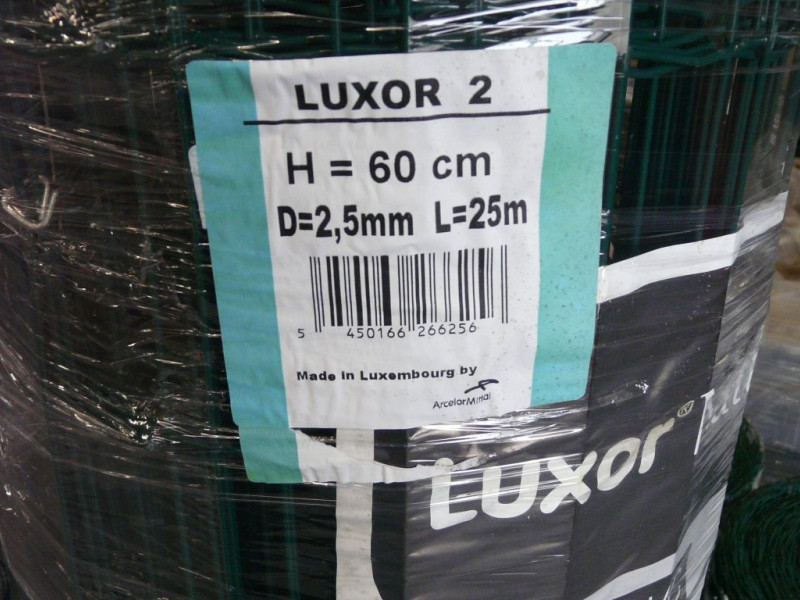 LUXOR 2
H = 60 cm
D=2,5mm L=25m
5 450166 266256
Made in Luxembourg by
ArcelorMittal
Luxor®